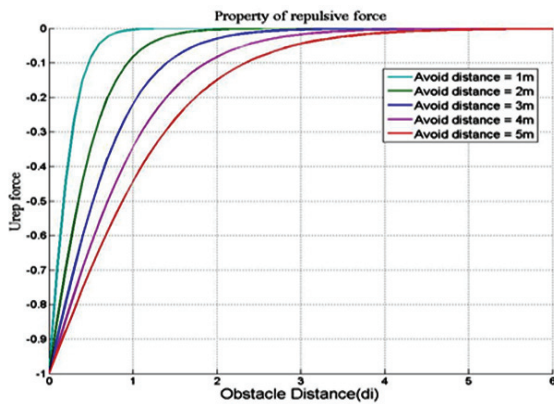 Property of repulsive force
Urep force
0
-0.1
-0.2
-0.3
-0.4
-0.5
-0.6
-0.7
-0.8
-0.9
-1
Avoid distance = 1m
Avoid distance = 2m
Avoid distance = 3m
Avoid distance = 4m
Avoid distance = 5m
0 1 2 3 4 5 6
Obstacle Distance(di)